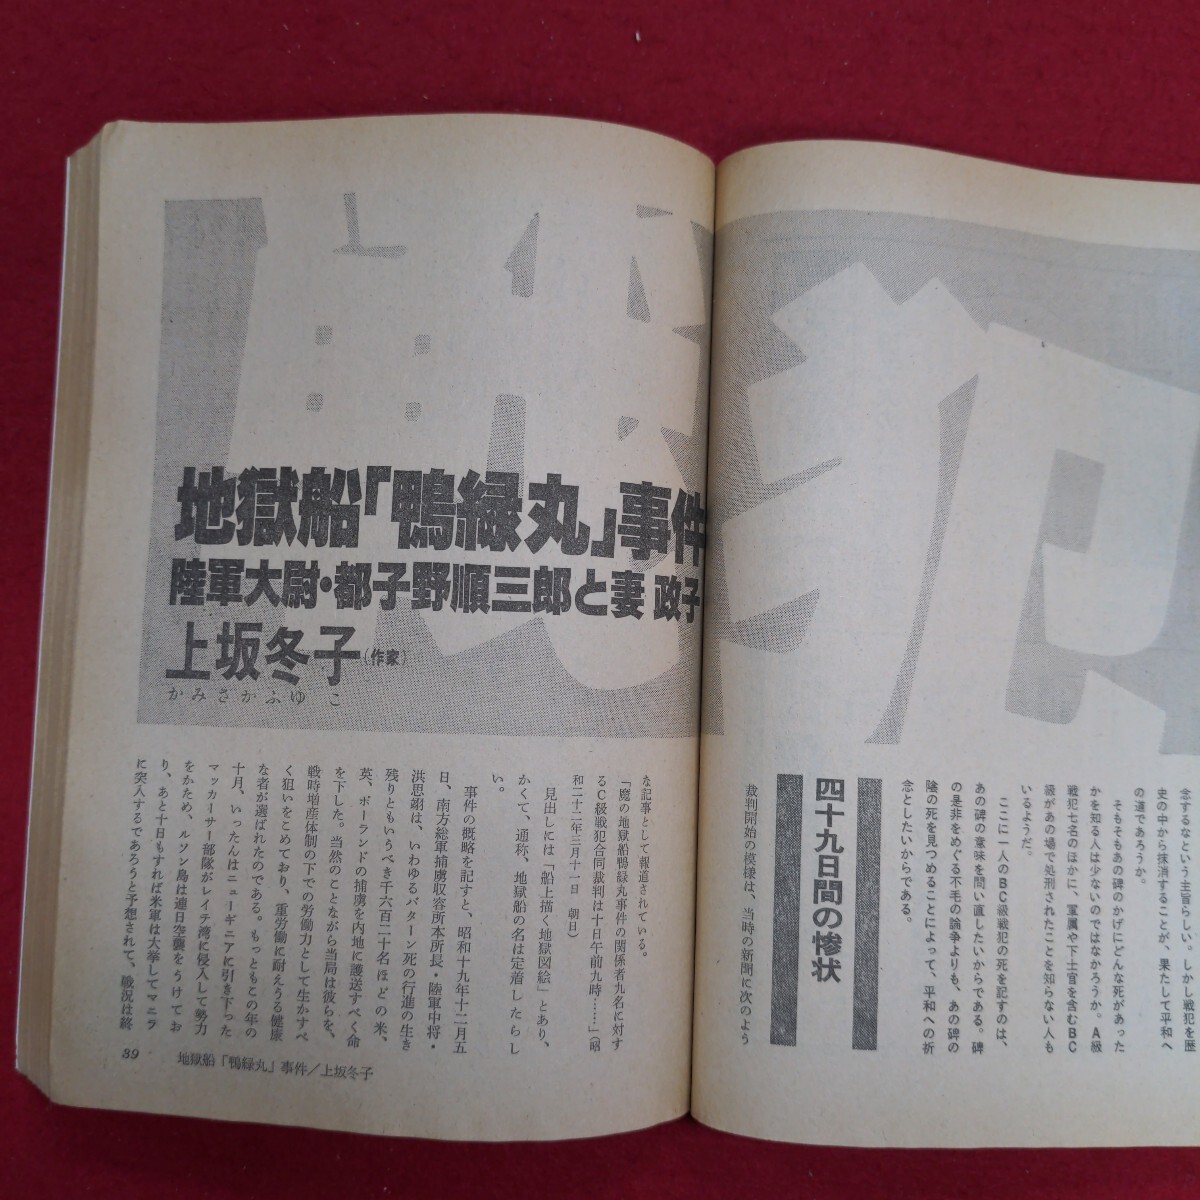 戦犯
地獄船「鴨緑丸」事件
陸軍大尉・都子野順三郎と妻 政子
上坂冬子(作家)
かみさかふゆこ
念するなという主旨らしい。しかし戦犯を歴
史の中から抹消することが、果たして平和へ
の道であろうか。
そもそもあの碑のかげにどんな死があった
かを知る人は少ないのではなかろうか。A級
戦犯七名のほかに、軍属や下士官を含むBC
級があの場で処刑されたことを知らない人も
いるようだ。
ここに一人のBC級戦犯の死を記すのは、
あの碑の意味を問い直したいからである。碑
の是非をめぐる不毛の論争よりも、あの碑の
陰の死を見つめることによって、平和への祈
念としたいからである。
四十九日間の惨状
裁判開始の模様は、当時の新聞に次のよう
な記事として報道されている。
「魔の地獄船鴨緑丸事件の関係者九名に対す
るC級戦犯合同裁判は十日午前九時……」(昭
和二十二年三月十一日 朝日)
見出しには「船上描く地獄図絵」とあり、
かくて、通称、地獄船の名は定着したらし
い。
事件の概略を記すと、昭和十九年十二月五
日、南方総軍捕虜収容所本所長・陸軍中将・
洪思翊は、いわゆるバターン死の行進の生き
残りともいうべき千六百二十名ほどの米、
英、ポーランドの捕虜を内地に護送すべく命
を下した。当然のことながら当局は彼らを、
戦時増産体制の下での労働力として生かすべ
く狙いをこめており、重労働に耐えうる健康
な者が選ばれたのである。もっともこの年の
十月、いったんはニューギニアに引き下った
マッカーサー部隊がレイテ湾に侵入して勢力
をかため、ルソン島は連日空襲をうけてお
り、あと十日もすれば米軍は大挙してマニラ
に突入するであろうと予想されて、戦況は終
39
地獄船「鴨緑丸」事件/上坂冬子